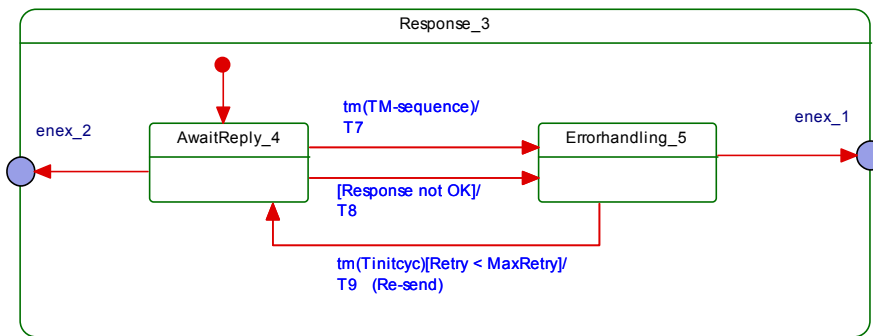 Response_3
enex_2
AwaitReply_4
tm(TM-sequence)/
T7
Errorhandling_5
enex_1
[Response not OK]/
T8
tm(Tinitcyc)[Retry < MaxRetry]/
T9 (Re-send)